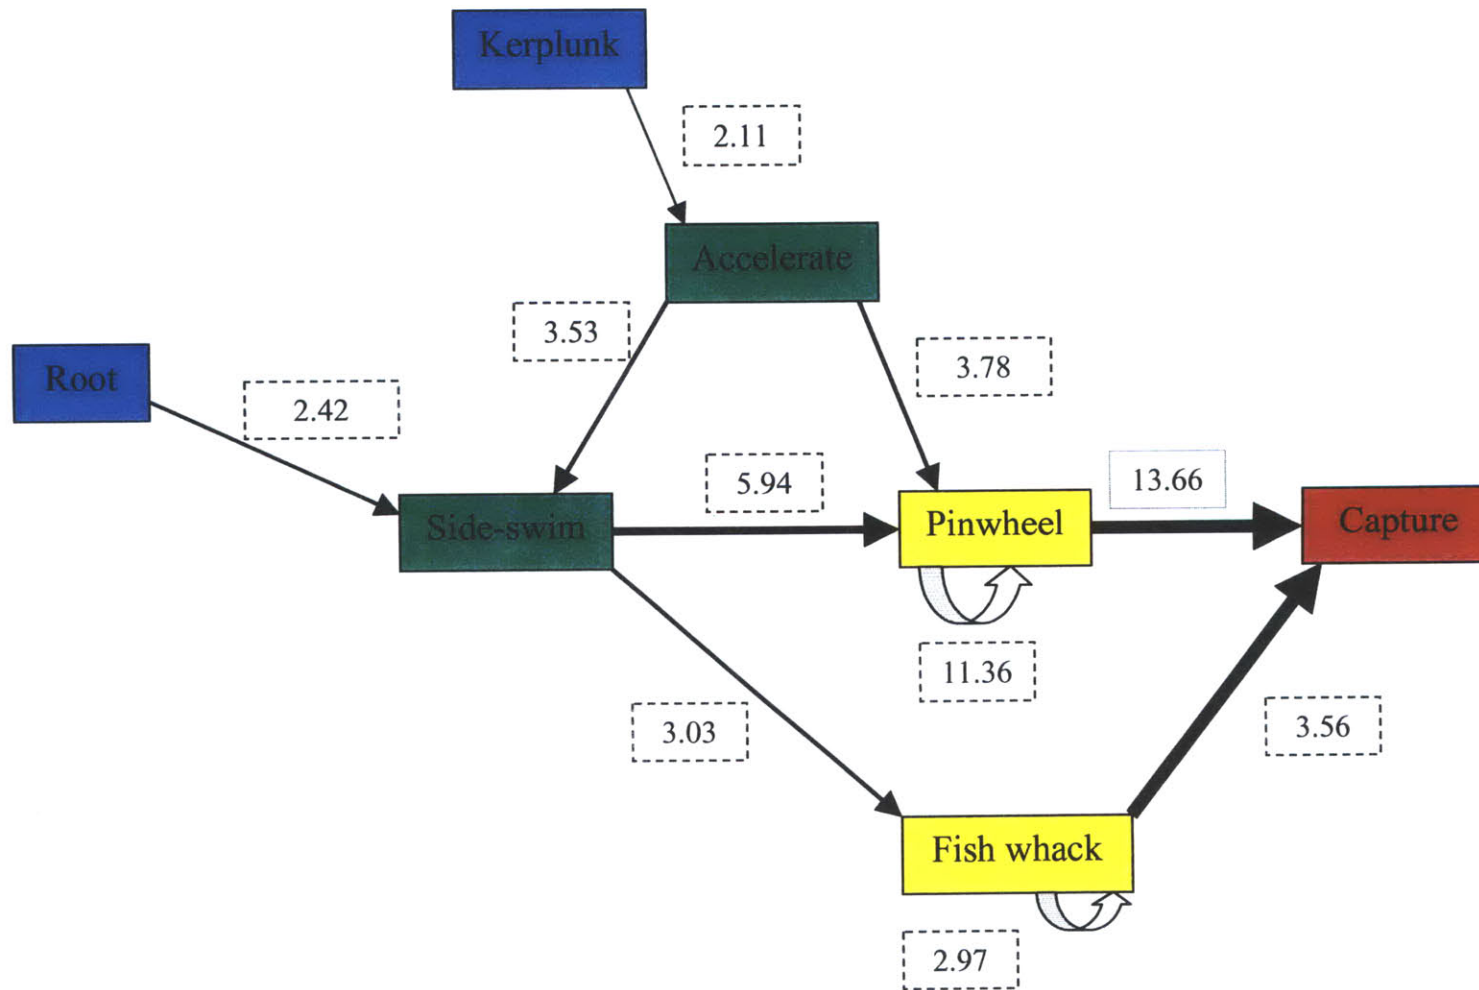 Kerplunk
2.11
Accelerate
3.53
3.78
Root
2.42
5.94
13.66
Side-swim
Pinwheel
Capture
11.36
3.03
3.56
Fish whack
2.97